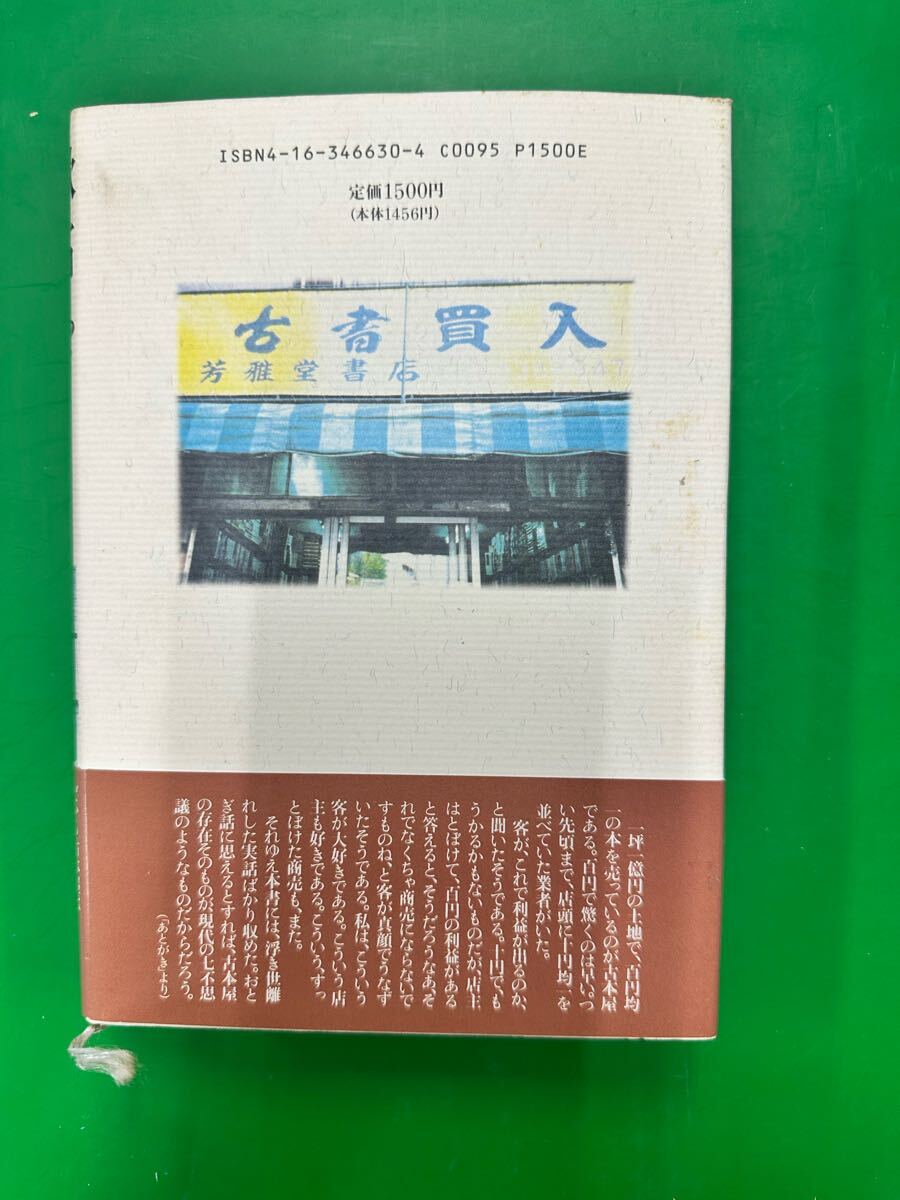 ISBN4-16-346630-4 C0095 P1500E
定価1500円
(本体1456円)
古書買入
芳雅堂書店
一坪一億円の土地で、百円均
一の本を売っているのが古本屋
である。百円で驚くのは早い。つ
い先頃まで、店頭に十円均一を
並べていた業者がいた。
客が、これで利益が出るのか、
と聞いたそうである。十円でも
うかるかもないものだが、店主
はとぼけて、一百円の利益がある
と答えると、そうだろうなあ、そ
れでなくちゃ商売にならないで
すものね、と客が真顔でうなず
いたそうである。私は、こういう
客が大好きである。こういう店
主も好きである。こういう、すっ
とぼけた商売も、また。
それゆえ本書には、浮き世離
れした実話ばかり収めた。おと
ぎ話に思えるとすれば、古本屋
の存在そのものが現代の七不思
議のようなものだからだろう。
(あとがきより)